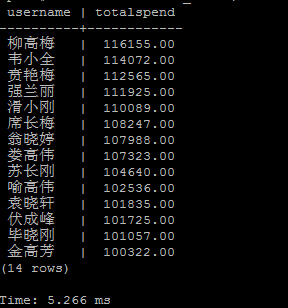 username | totalspend
----------+------------
柳高梅 | 116155.00
韦小全 | 114072.00
贲艳梅 | 112565.00
强兰丽 | 111925.00
滑小刚 | 110089.00
席长梅 | 108247.00
翁晓婷 | 107988.00
娄高伟 | 107323.00
苏长刚 | 104640.00
喻高伟 | 102536.00
袁晓轩 | 101835.00
伏成峰 | 101725.00
毕晓刚 | 101057.00
金高芳 | 100322.00
(14 rows)
Time: 5.266 ms